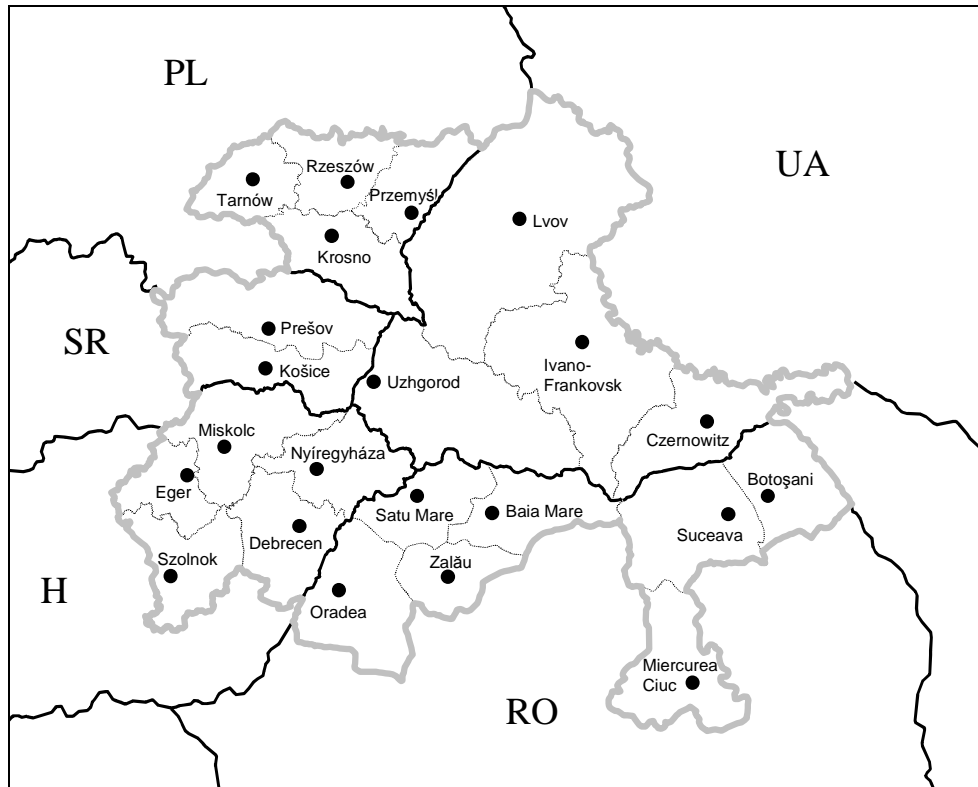 PL
UA
Rzeszów
Przemyśl
Tarnów
Lvov
Krosno
SR
Prešov
Košice
Uzhgorod
Ivano-
Frankovsk
Miskolc
Czernowitz
Nyíregyháza
Eger
Botoşani
Satu Mare
Baia Mare
Suceava
Debrecen
Szolnok
Zalău
H
Oradea
Miercurea
Ciuc
RO